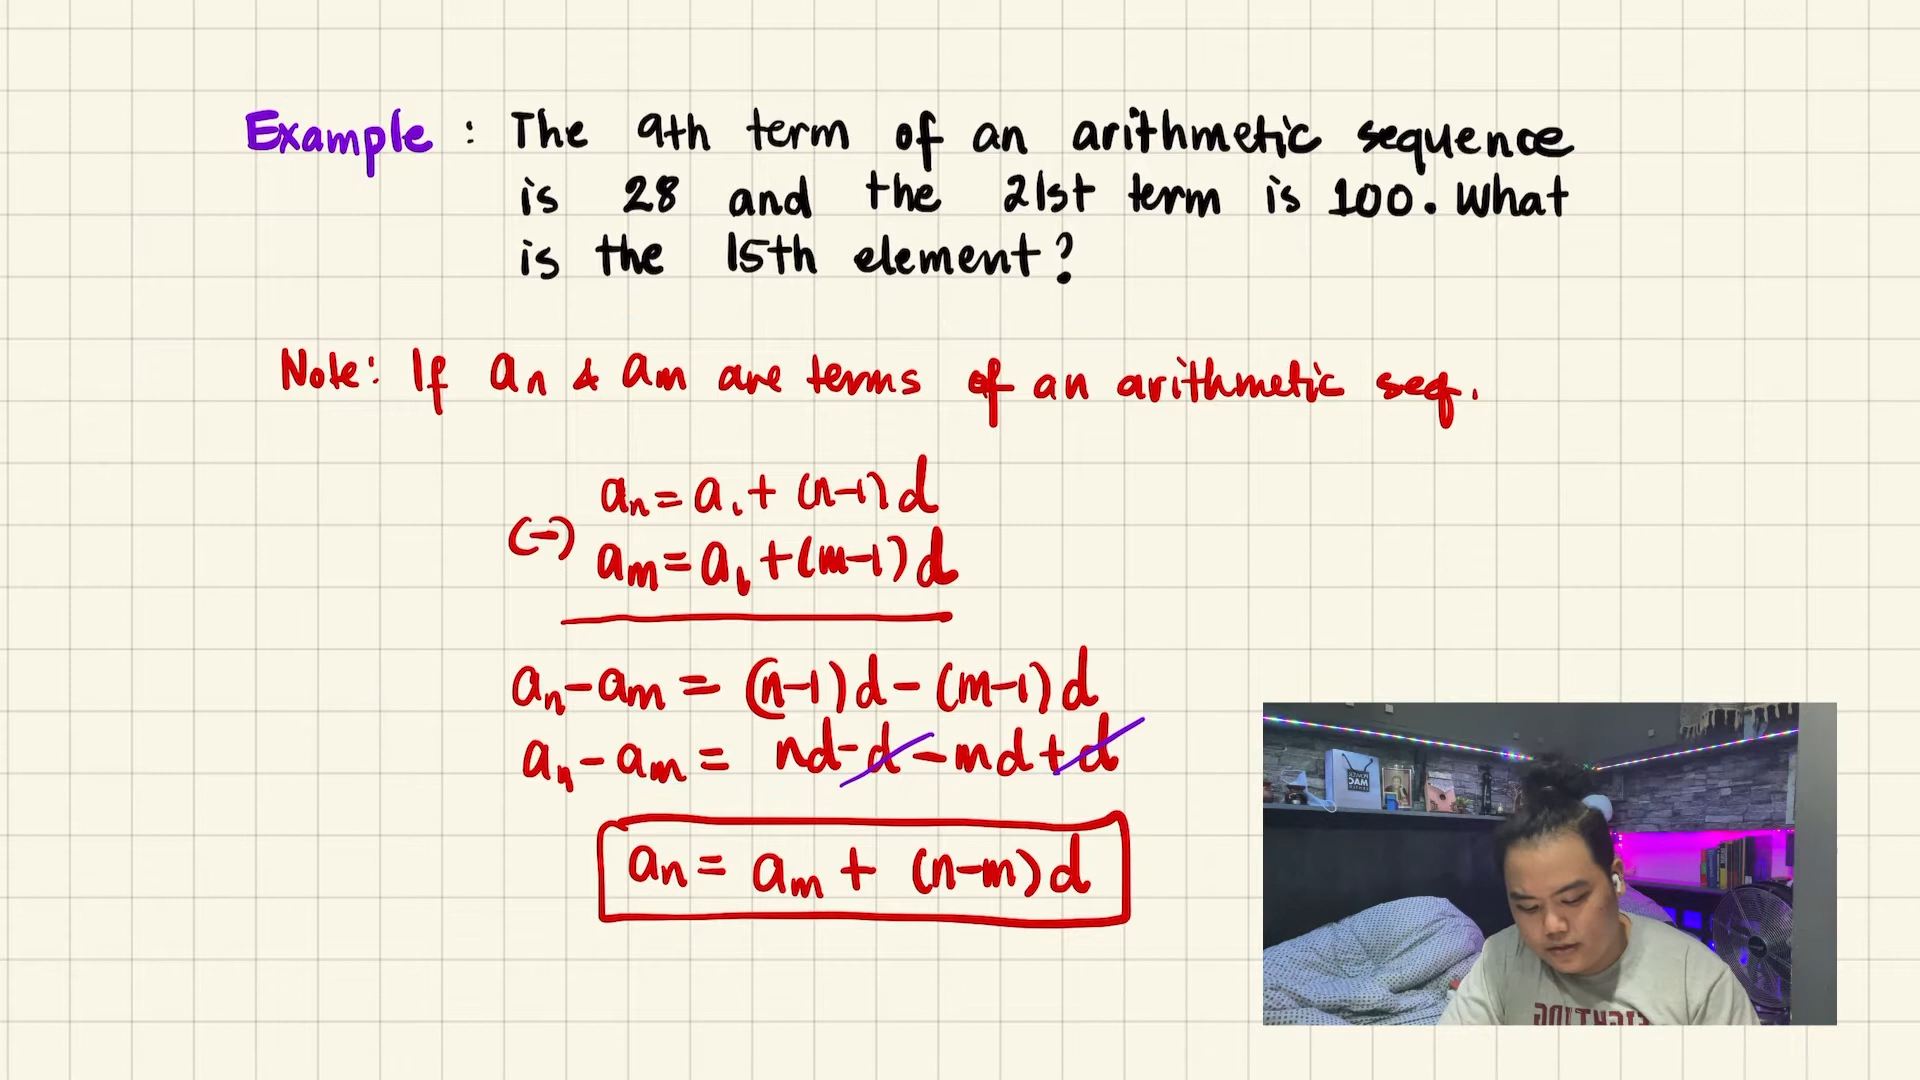 Example : The 9th term of an arithmetic sequence
is 28 and the 21st term is 100. What
is the 15th element?
Note: If an & am are terms of an arithmetic seq.
an = a1 + (n-1)d
(-)
am = a1 + (m-1)d
an - am = (n-1)d - (m-1)d
an - am = nd - d - md + d
an = am + (n-m)d